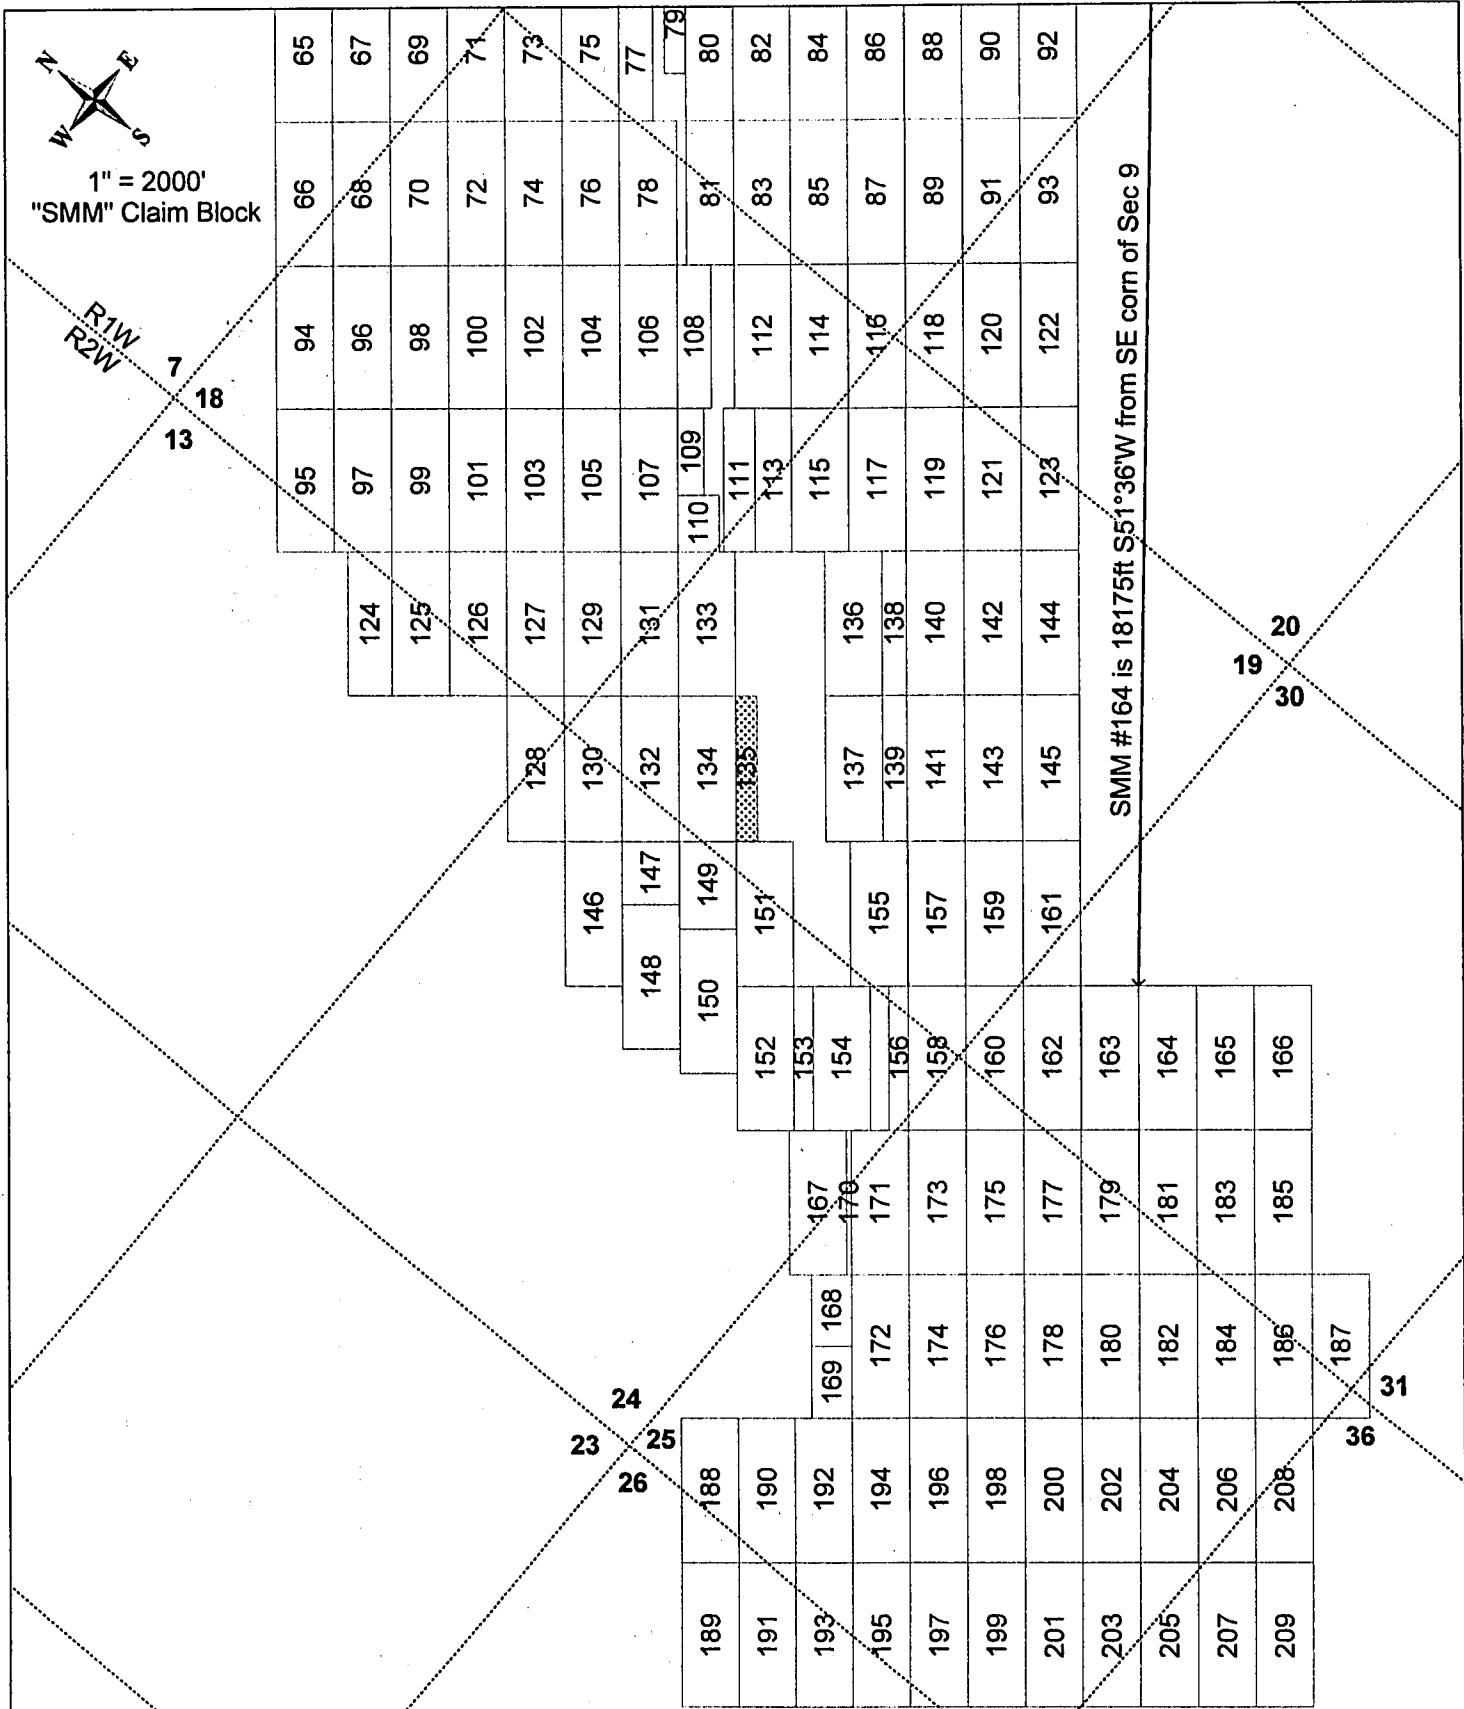 N E
W S
1" = 2000'
"SMM" Claim Block
65 67 69 71 73 75 77 79 80 82 84 86 88 90 92
66 68 70 72 74 76 78 81 83 85 87 89 91 93
R1W
R2W
94 96 98 100 102 104 106 108 112 114 116 118 120 122
7
18
13
95 97 99 101 103 105 107 109 110 111 113 115 117 119 121 123
SMM #164 is 18175ft S51°36'W from SE corn of Sec 9
124 125 126 127 129 131 133 136 138 140 142 144
20
19
30
128 130 132 134 135 137 139 141 143 145
146 147 149 151 155 157 159 161
148 150
152 153 154 156 158 160 162 163 164 165 166
167 170 171 173 175 177 179 181 183 185
168 169 172 174 176 178 180 182 184 186 187
24
23 25
26
31
36
188 190 192 194 196 198 200 202 204 206 208
189 191 193 195 197 199 201 203 205 207 209